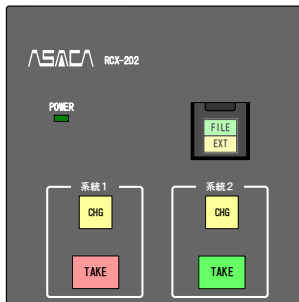 ASACA RCX-202
POWER
FILE
EXT
系統1 系統2
CHG CHG
TAKE TAKE